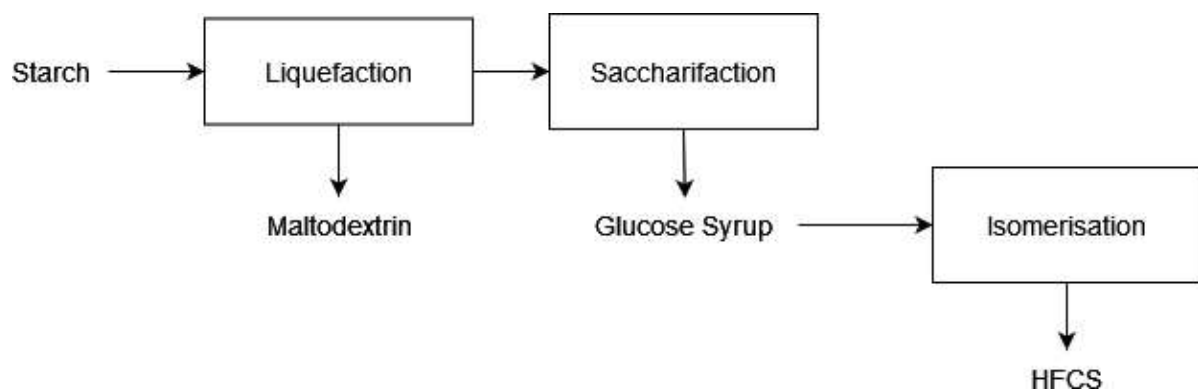 Starch
Liquefaction
Saccharifaction
Maltodextrin
Glucose Syrup
Isomerisation
HFCS